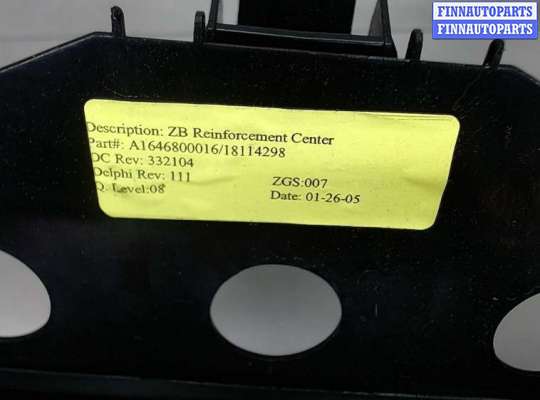 FINNAUTOPARTS
FINNAUTOPARTS
Description: ZB Reinforcement Center
Part#: A1646800016/18114298
DC Rev: 332104
Delphi Rev: 111
ZGS:007
Q. Level:08
Date: 01-26-05